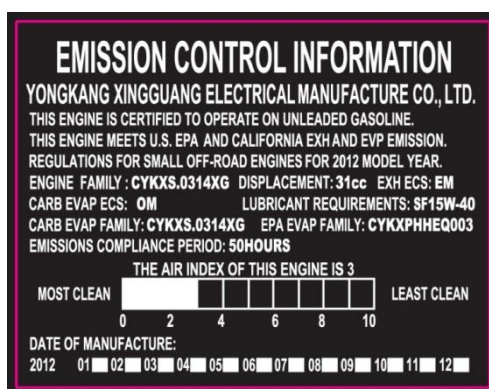 EMISSION CONTROL INFORMATION
YONGKANG XINGGUANG ELECTRICAL MANUFACTURE CO., LTD.
THIS ENGINE IS CERTIFIED TO OPERATE ON UNLEADED GASOLINE.
THIS ENGINE MEETS U.S. EPA AND CALIFORNIA EXH AND EVP EMISSION.
REGULATIONS FOR SMALL OFF-ROAD ENGINES FOR 2012 MODEL YEAR.
ENGINE FAMILY : CYKXS.0314XG DISPLACEMENT: 31cc EXH ECS: EM
CARB EVAP ECS: OM LUBRICANT REQUIREMENTS: SF15W-40
CARB EVAP FAMILY: CYKXS.0314XG EPA EVAP FAMILY: CYKXPHHEQ003
EMISSIONS COMPLIANCE PERIOD: 50HOURS
THE AIR INDEX OF THIS ENGINE IS 3
MOST CLEAN LEAST CLEAN
0 2 4 6 8 10
DATE OF MANUFACTURE:
2012 01 02 03 04 05 06 07 08 09 10 11 12